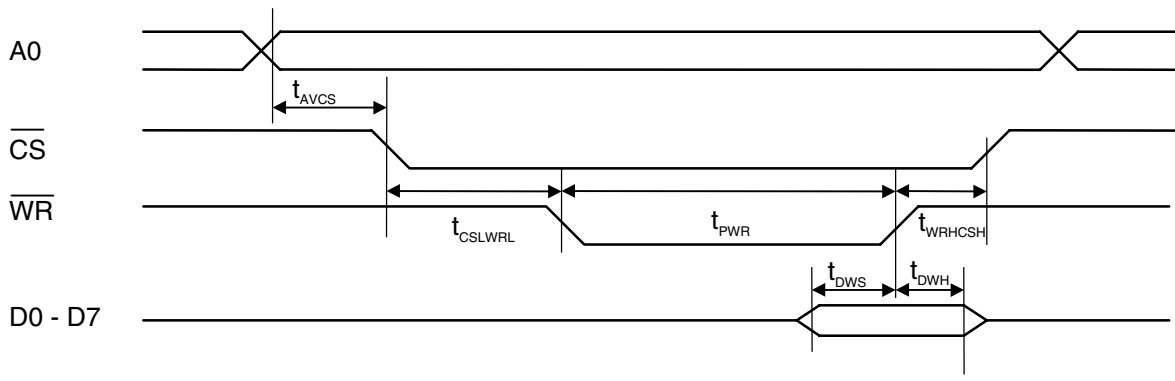 A0
tAVCS
CS
WR
tCSLWRL
tPWR
tWRHCSH
tDWS
tDWH
D0 - D7